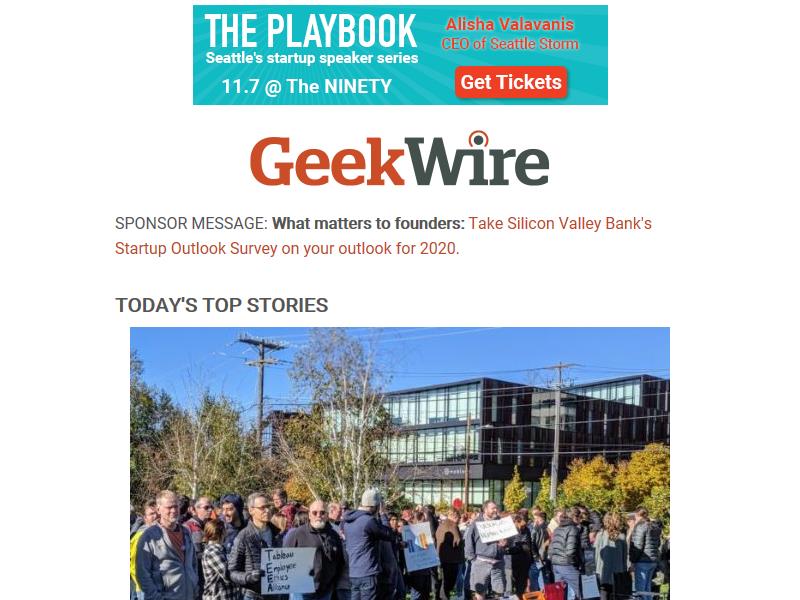 THE PLAYBOOK
Seattle's startup speaker series
11.7 @ The NINETY
Alisha Valavanis
CEO of Seattle Storm
Get Tickets
GeekWire
SPONSOR MESSAGE: What matters to founders: Take Silicon Valley Bank's
Startup Outlook Survey on your outlook for 2020.
TODAY'S TOP STORIES
Tableau
Employee
Ethics
Alliance